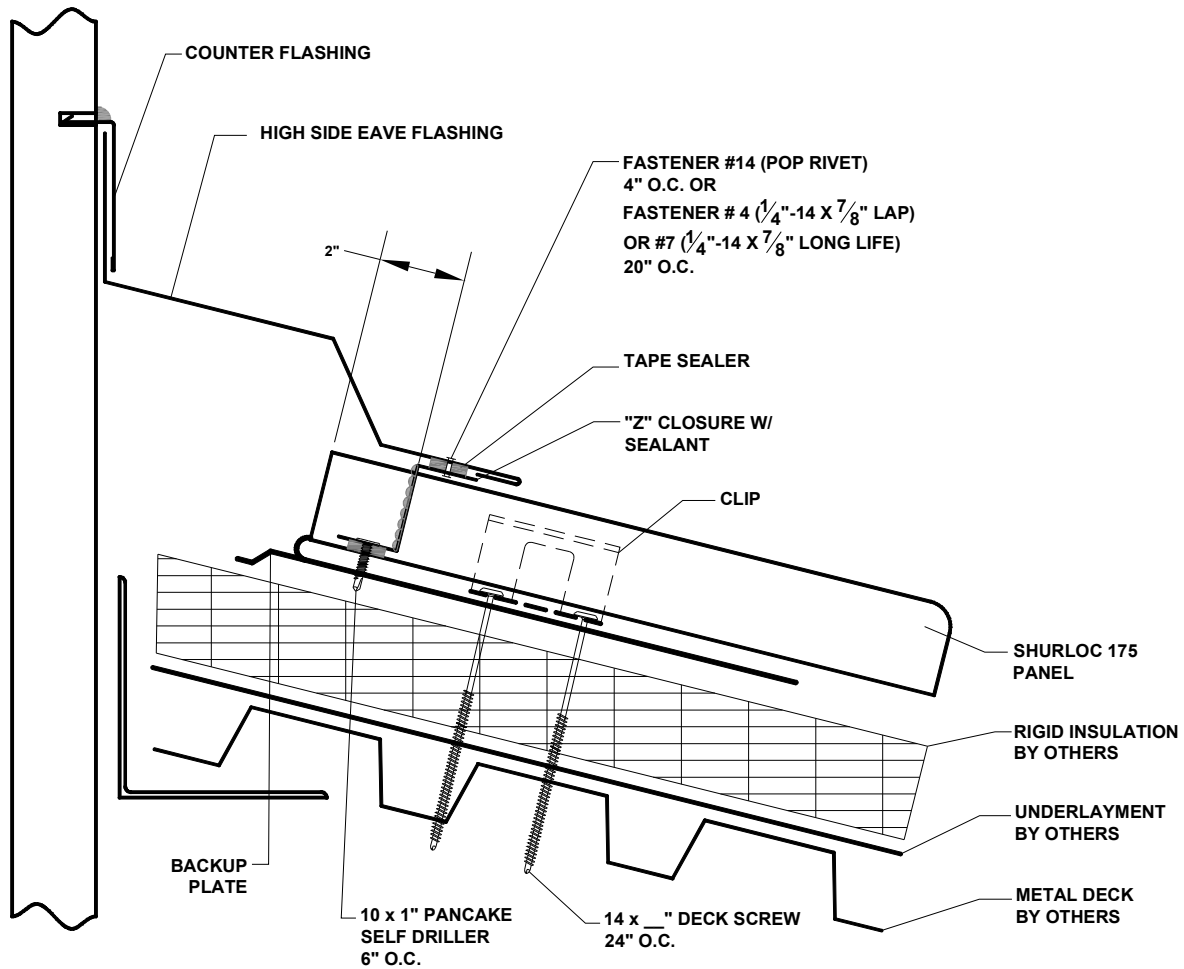 COUNTER FLASHING
HIGH SIDE EAVE FLASHING
FASTENER #14 (POP RIVET)
4" O.C. OR
FASTENER # 4 (1/4"-14 X 7/8" LAP)
OR #7 (1/4"-14 X 7/8" LONG LIFE)
20" O.C.
2"
TAPE SEALER
"Z" CLOSURE W/
SEALANT
CLIP
SHURLOC 175
PANEL
RIGID INSULATION
BY OTHERS
UNDERLAYMENT
BY OTHERS
METAL DECK
BY OTHERS
BACKUP
PLATE
10 x 1" PANCAKE
SELF DRILLER
6" O.C.
14 x __" DECK SCREW
24" O.C.